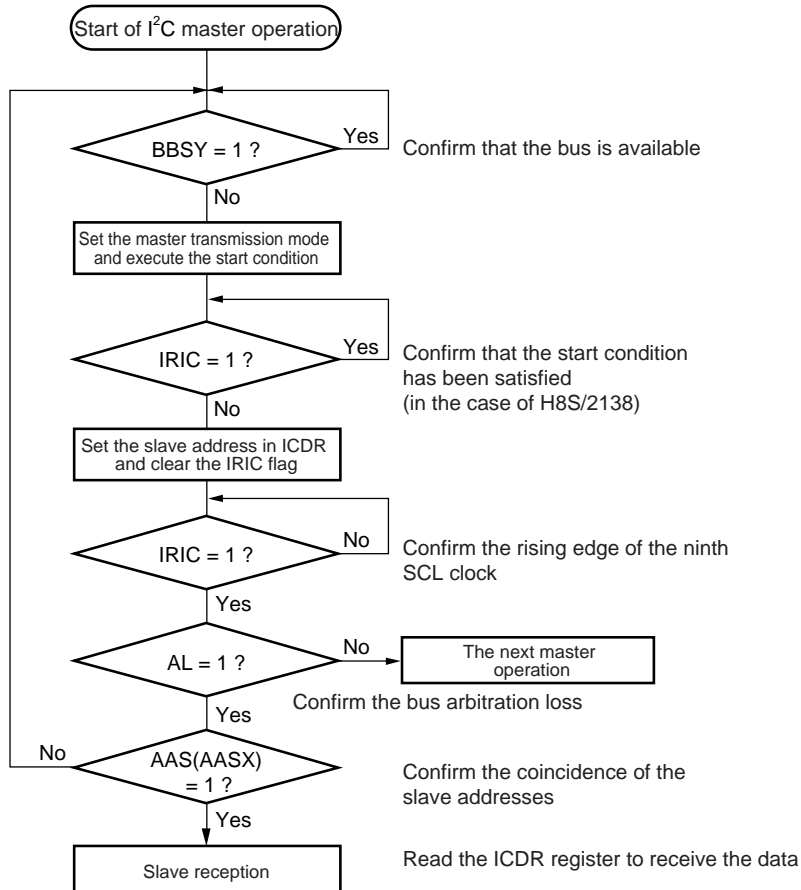 Start of I²C master operation
BBSY = 1 ?
Yes
Confirm that the bus is available
No
Set the master transmission mode
and execute the start condition
IRIC = 1 ?
Yes
Confirm that the start condition
has been satisfied
(in the case of H8S/2138)
No
Set the slave address in ICDR
and clear the IRIC flag
IRIC = 1 ?
No
Confirm the rising edge of the ninth
SCL clock
Yes
AL = 1 ?
No
The next master
operation
Confirm the bus arbitration loss
Yes
No
AAS(AASX)
= 1 ?
Confirm the coincidence of the
slave addresses
Yes
Slave reception
Read the ICDR register to receive the data